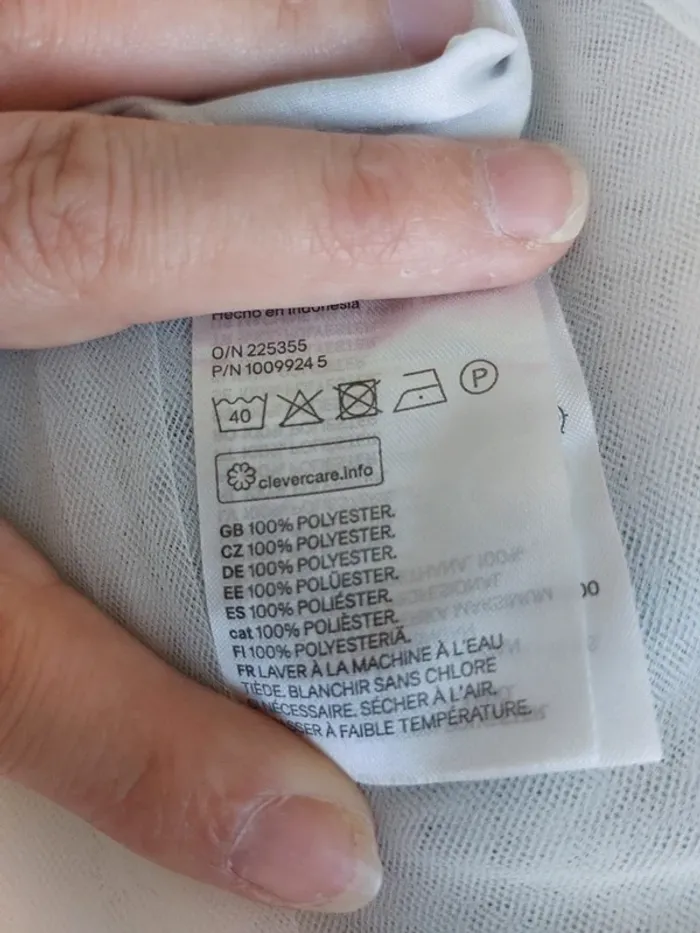 Hecho en Indonesia
O/N 225355
P/N 1009924 5
40
P
clevercare.info
GB 100% POLYESTER.
CZ 100% POLYESTER.
DE 100% POLYESTER.
EE 100% POLÜESTER.
ES 100% POLIÉSTER.
cat 100% POLIÈSTER.
FI 100% POLYESTERIÄ.
FR LAVER À LA MACHINE À L'EAU
TIÈDE. BLANCHIR SANS CHLORE
NÉCESSAIRE. SÉCHER À L'AIR.
À FAIBLE TEMPÉRATURE.